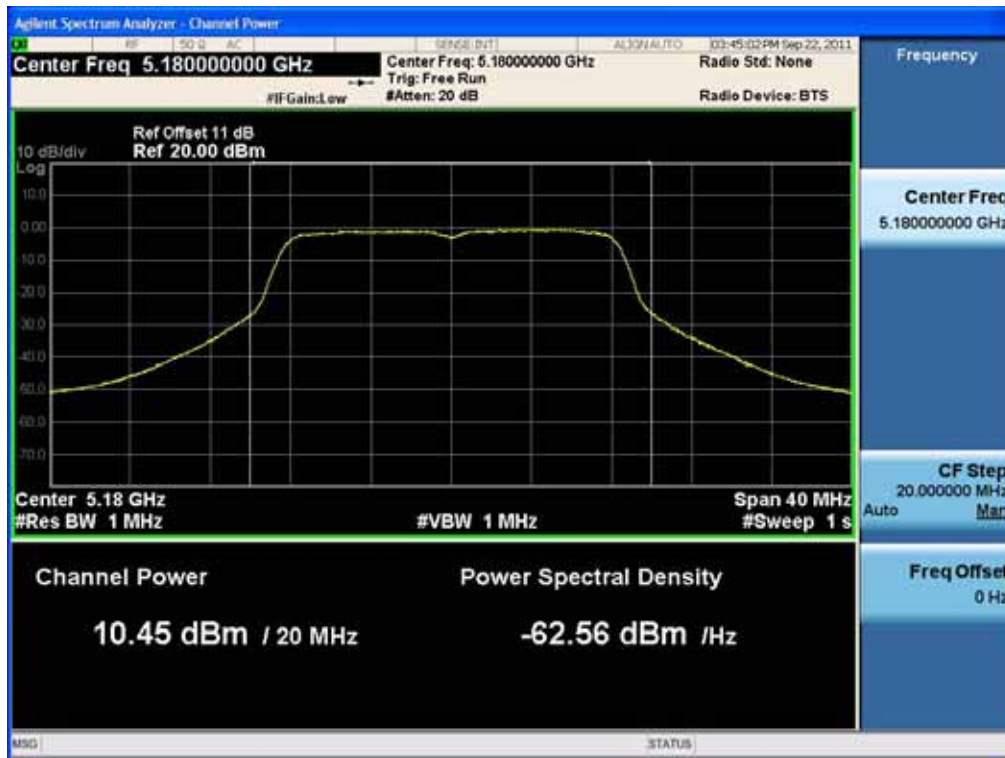 Agilent Spectrum Analyzer - Channel Power
RF 50 Ω AC SENSE:INT ALIGNAUTO 03:45:02 PM Sep 22, 2011
Center Freq 5.180000000 GHz
Center Freq: 5.180000000 GHz
Radio Std: None
Trig: Free Run
#IFGain:Low
#Atten: 20 dB
Radio Device: BTS
Ref Offset 11 dB
10 dB/div Ref 20.00 dBm
Log
10.0
0.00
-10.0
-20.0
-30.0
-40.0
-50.0
-60.0
-70.0
Center 5.18 GHz
Span 40 MHz
#Res BW 1 MHz
#VBW 1 MHz
#Sweep 1 s
Channel Power
Power Spectral Density
10.45 dBm / 20 MHz
-62.56 dBm /Hz
MSG
STATUS
Frequency
Center Freq
5.180000000 GHz
CF Step
20.000000 MHz
Auto Man
Freq Offset
0 Hz